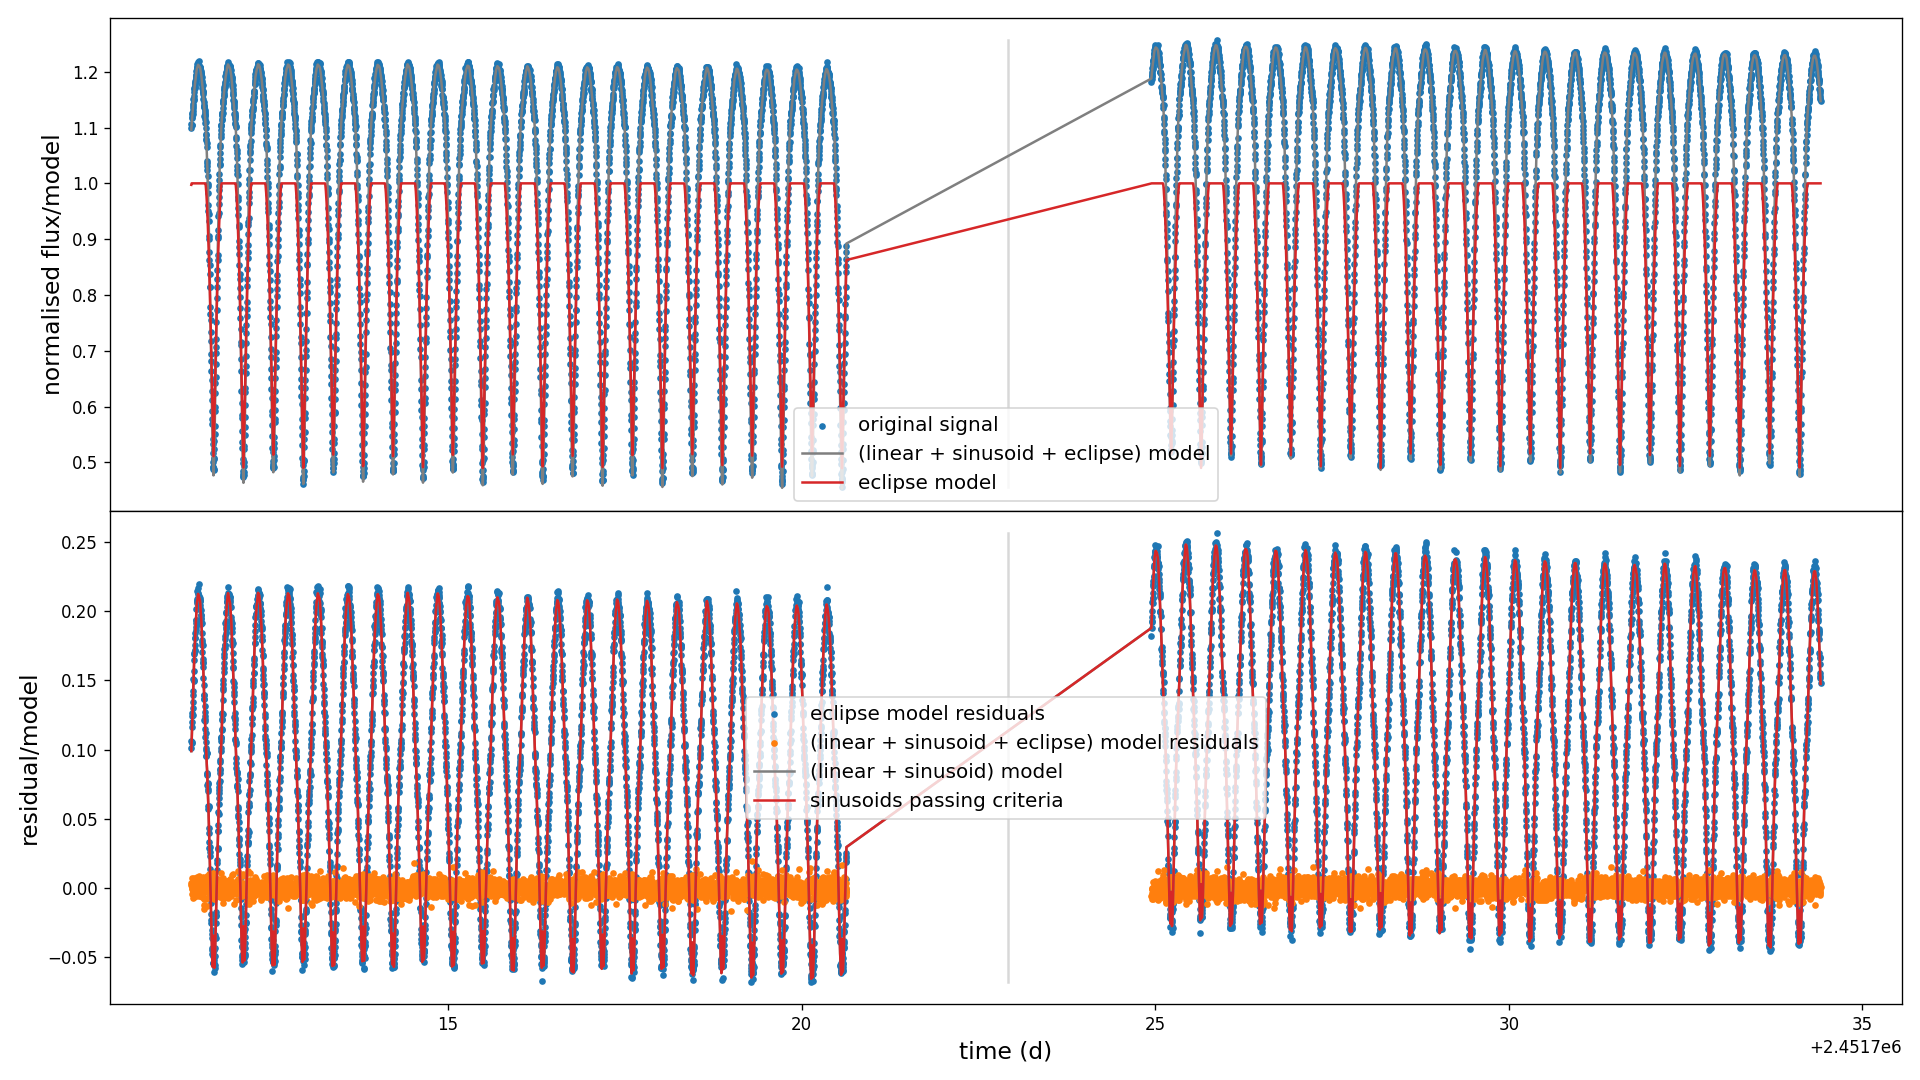 normalised flux/model
1.2
1.1
1.0
0.9
0.8
0.7
0.6
0.5
original signal
(linear + sinusoid + eclipse) model
eclipse model
residual/model
0.25
0.20
0.15
0.10
0.05
0.00
−0.05
eclipse model residuals
(linear + sinusoid + eclipse) model residuals
(linear + sinusoid) model
sinusoids passing criteria
15 20 25 30 35
time (d)
+2.4517e6